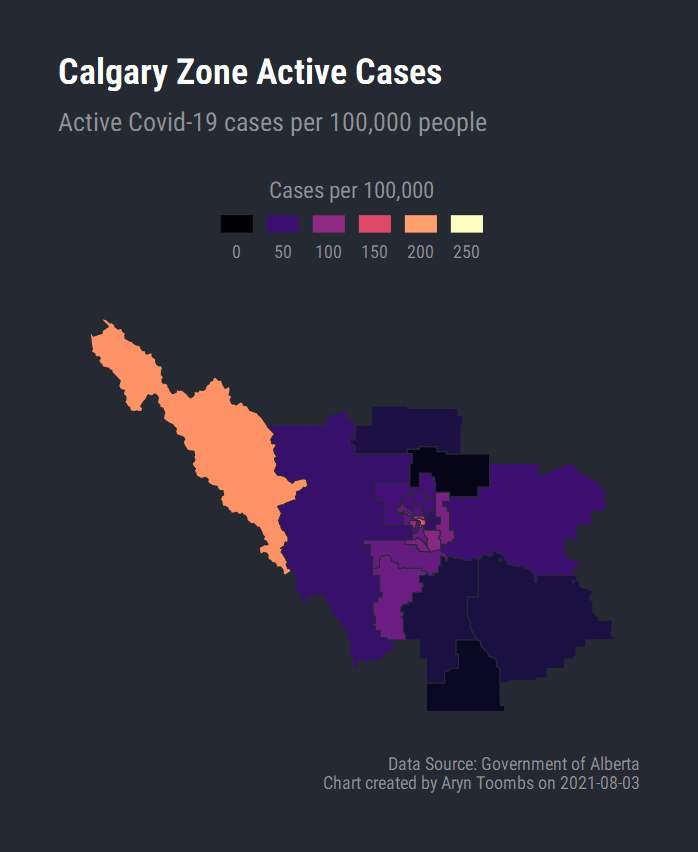 Calgary Zone Active Cases
Active Covid-19 cases per 100,000 people
Cases per 100,000
0 50 100 150 200 250
Data Source: Government of Alberta
Chart created by Aryn Toombs on 2021-08-03